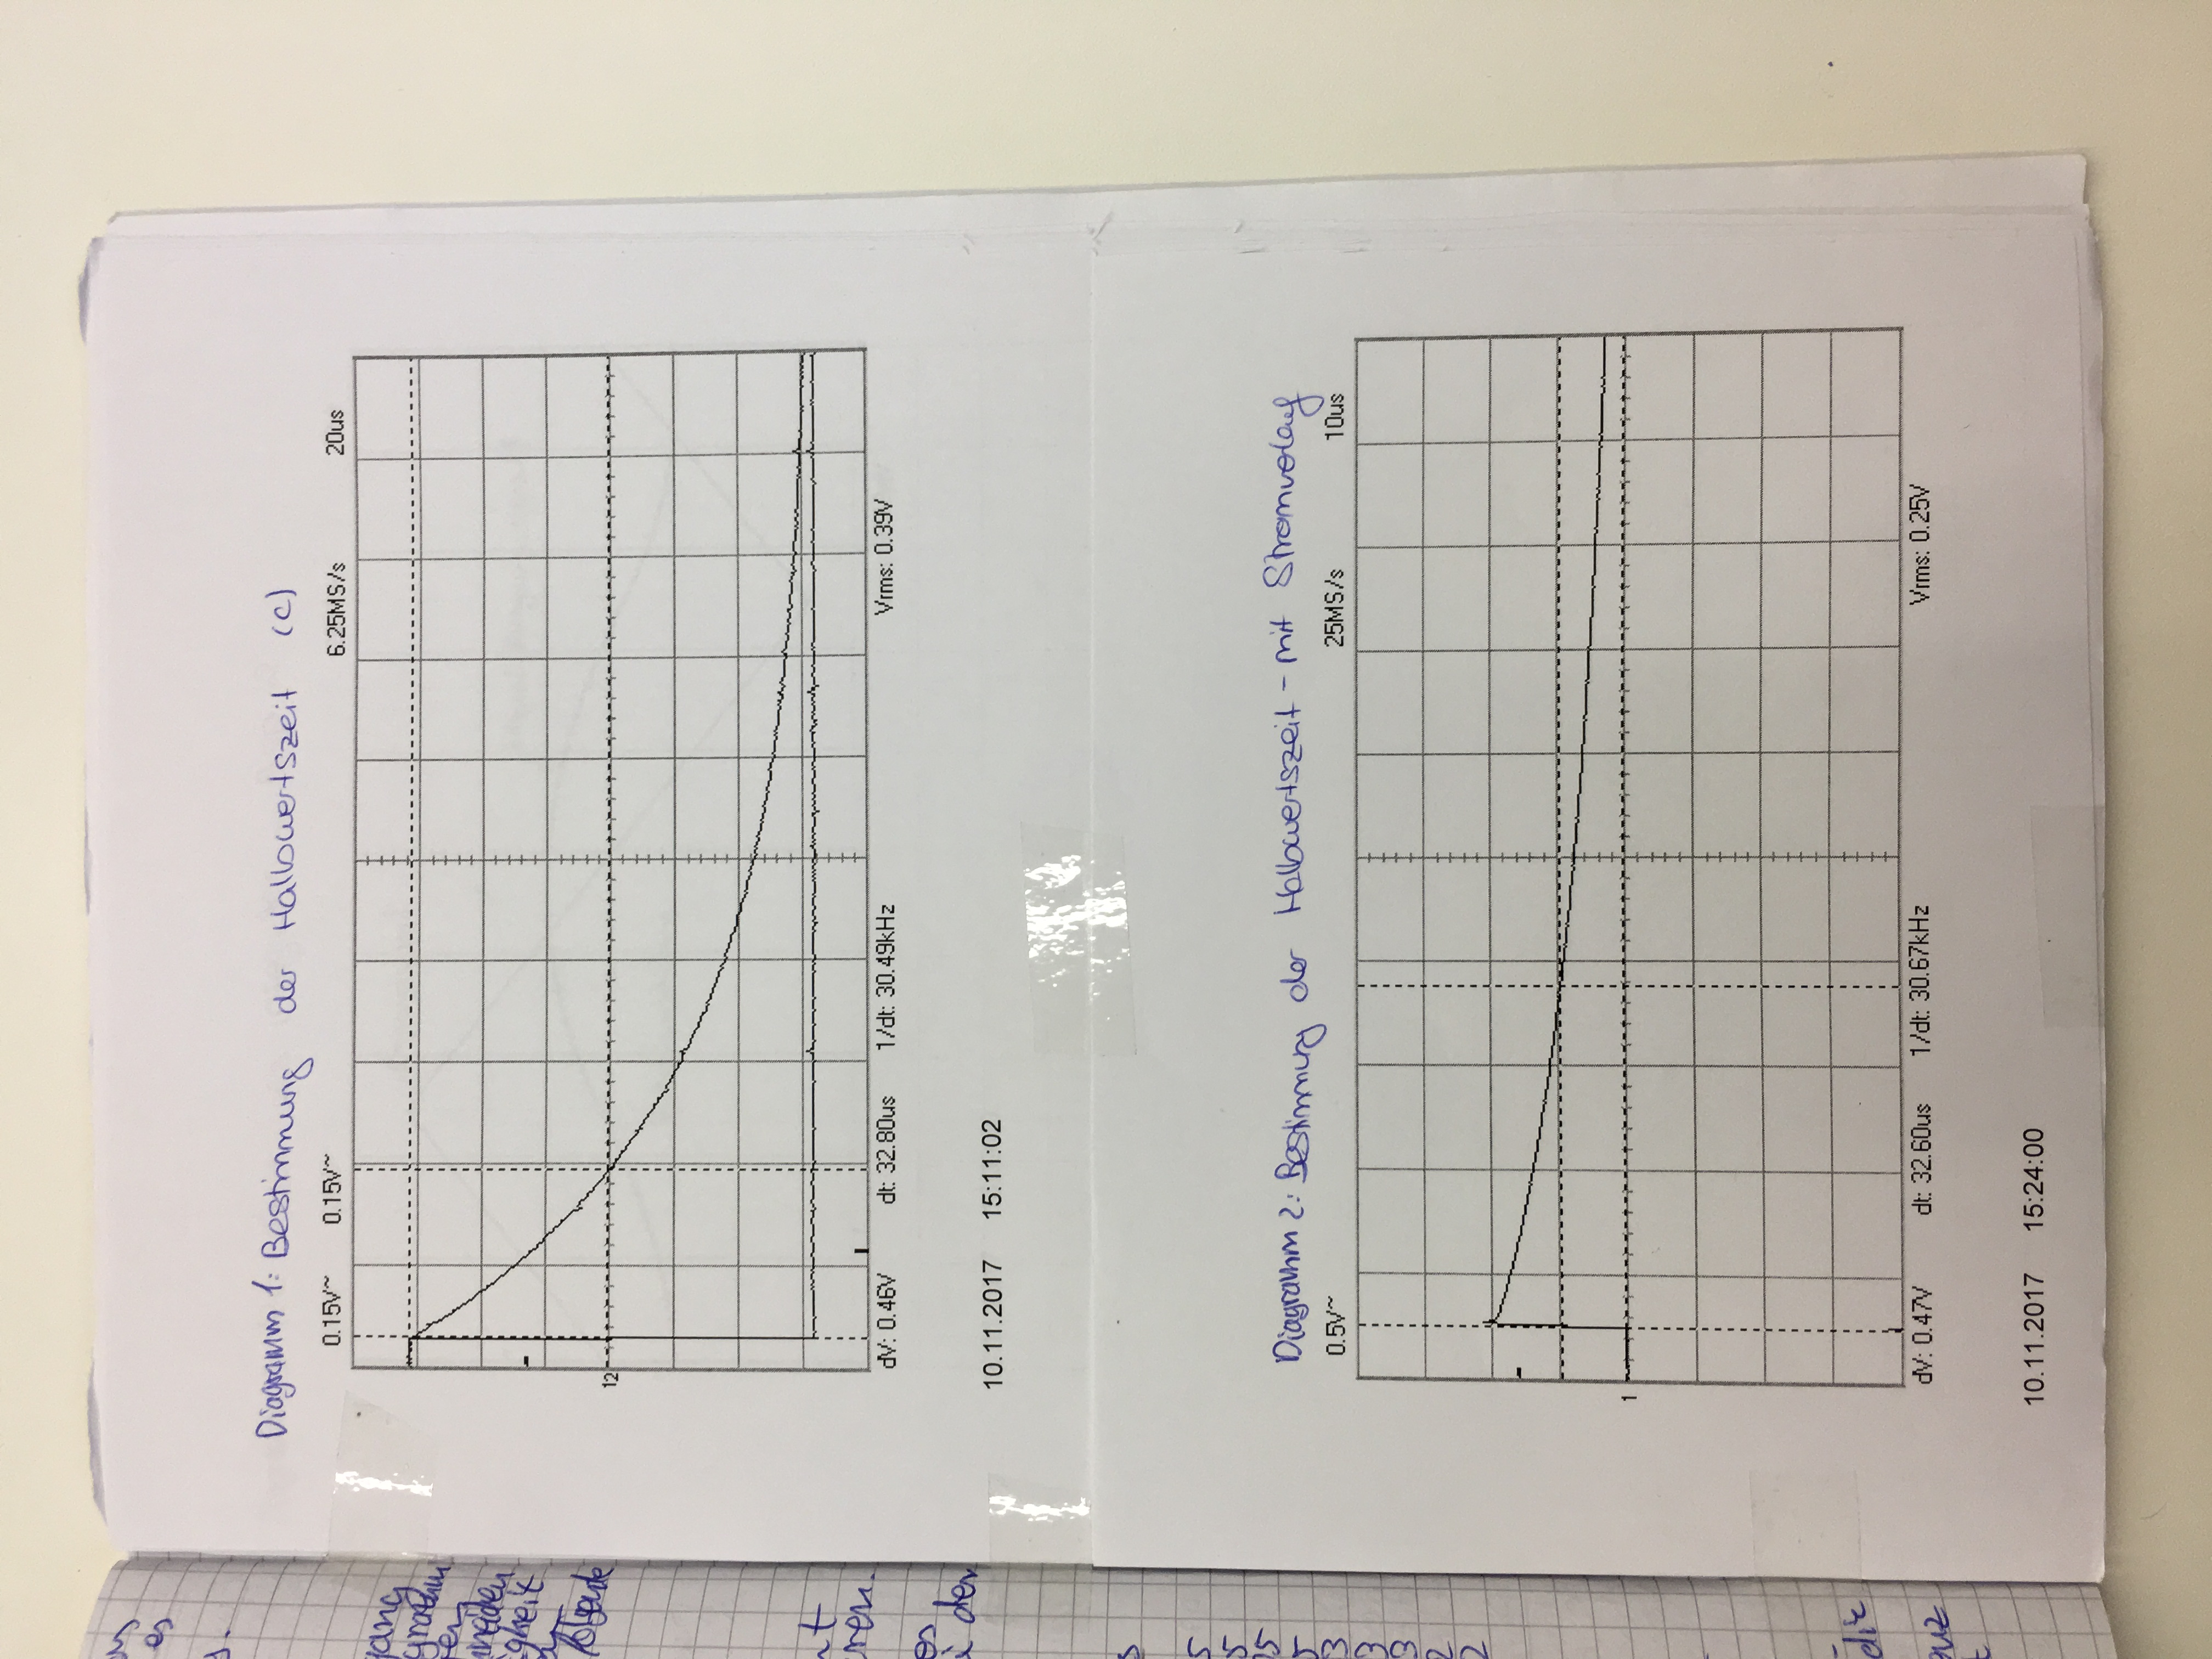 es
gang
Diagramm 1: Bestimmung der Halbwertszeit (C)
0.15V~ 0.15V~ 6.25MS/s 20us
12
dV: 0.46V dt: 32.80us 1/dt: 30.49kHz Vrms: 0.39V
10.11.2017 15:11:02
Diagramm 2: Bestimmung der Halbwertszeit - mit Stromverlauf
0.5V~ 25MS/s 10us
1
dV: 0.47V dt: 32.60us 1/dt: 30.67kHz Vrms: 0.25V
10.11.2017 15:24:00